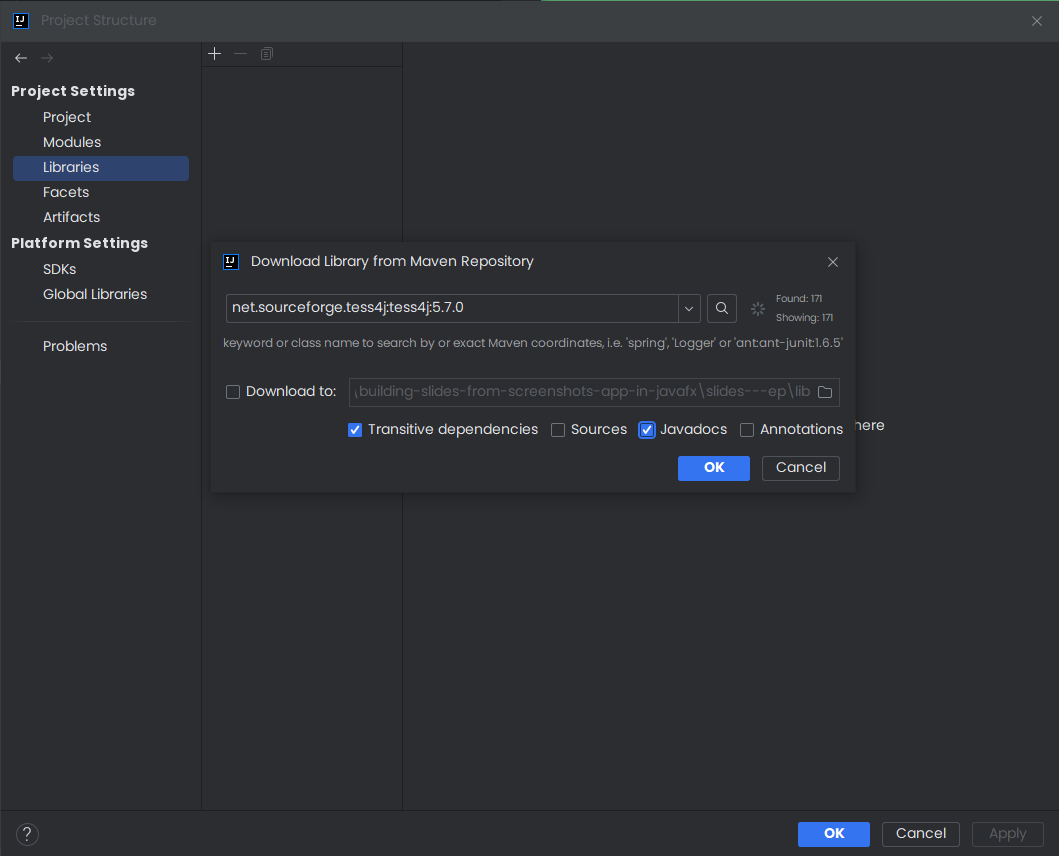 Project Structure
Project Settings
Project
Modules
Libraries
Facets
Artifacts
Platform Settings
SDKs
Global Libraries
Problems
Download Library from Maven Repository
net.sourceforge.tess4j:tess4j:5.7.0
Found: 171
Showing: 171
keyword or class name to search by or exact Maven coordinates, i.e. 'spring', 'Logger' or 'ant:ant-junit:1.6.5'
Download to: \building-slides-from-screenshots-app-in-javafx\slides---ep\lib
Transitive dependencies Sources Javadocs Annotations
here
OK Cancel
? OK Cancel Apply